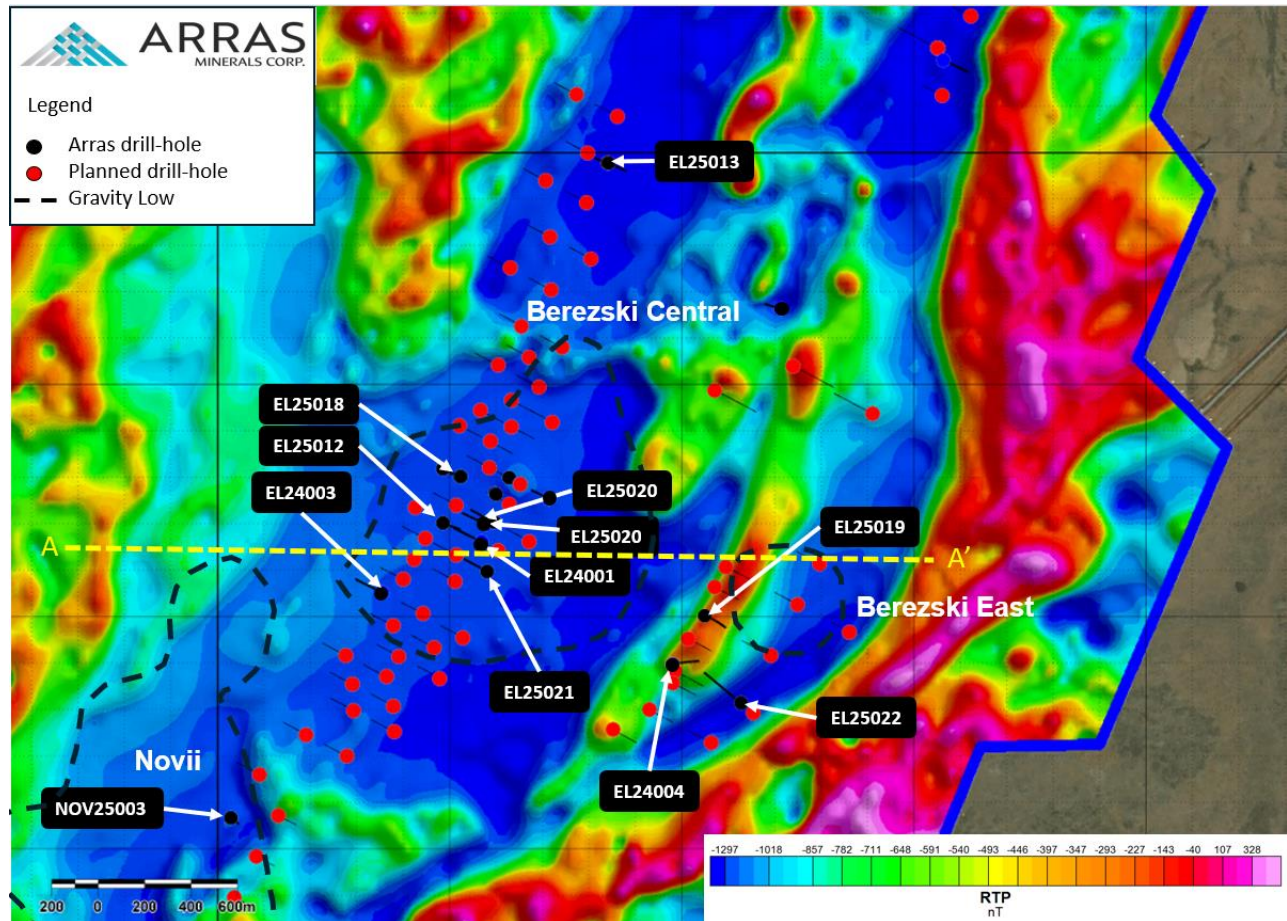 ARRAS
MINERALS CORP.
Legend
Arras drill-hole
Planned drill-hole
Gravity Low
EL25013
Berezski Central
EL25018
EL25012
EL24003
EL25020
EL25020
EL25019
A
A'
EL24001
Berezski East
EL25021
EL25022
Novii
EL24004
NOV25003
200 0 200 400 600m
-1297 -1018 -857 -782 -711 -648 -591 -540 -493 -446 -397 -347 -293 -227 -143 -40 107 328
RTP
nT